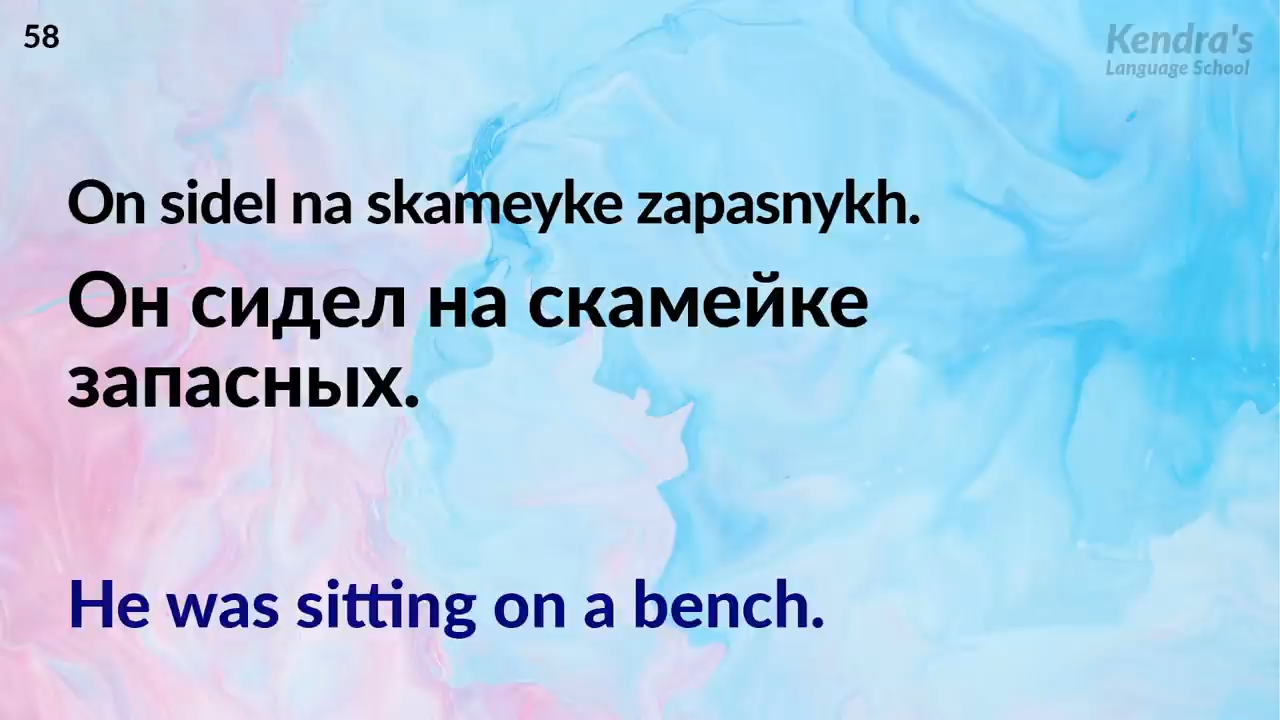 58
Kendra's
Language School
On sidel na skameyke zapasnykh.
Он сидел на скамейке
запасных.
He was sitting on a bench.